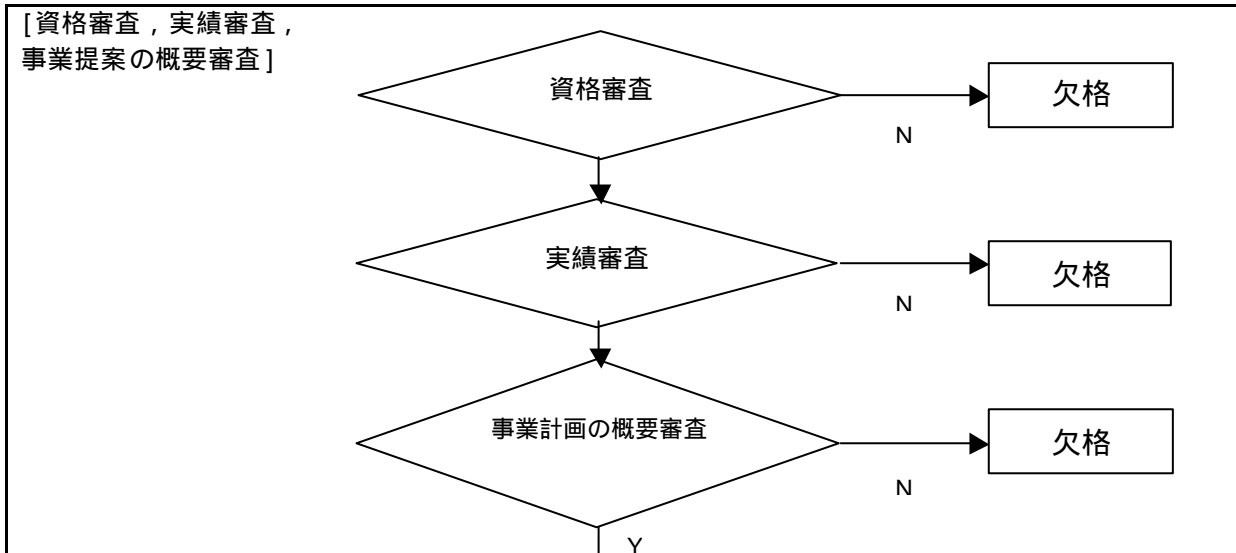 [資格審査，実績審査，
事業提案の概要審査]
資格審査
欠格
N
実績審査
欠格
N
事業計画の概要審査
欠格
N
Y